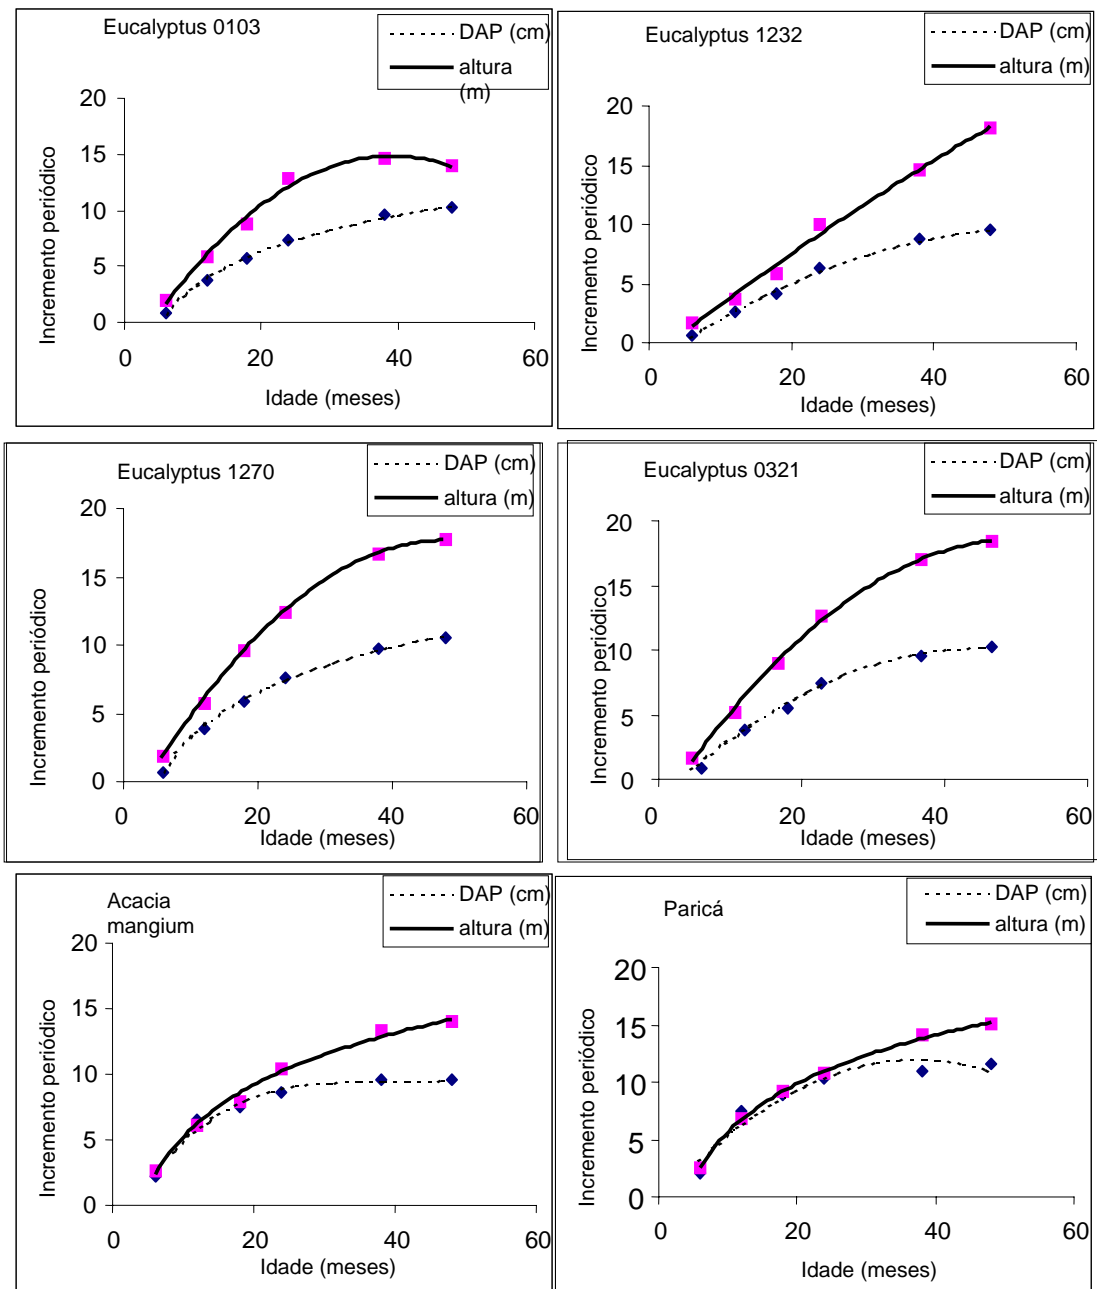 Eucalyptus 0103
DAP (cm)
altura
(m)
20
15
10
5
0
0 20 40 60
Incremento periódico
Idade (meses)
Eucalyptus 1232
DAP (cm)
altura (m)
20
15
10
5
0
0 20 40 60
Incremento periódico
Idade (meses)
Eucalyptus 1270
DAP (cm)
altura (m)
20
15
10
5
0
0 20 40 60
Incremento periódico
Idade (meses)
Eucalyptus 0321
DAP (cm)
altura (m)
20
15
10
5
0
0 20 40 60
Incremento periódico
Idade (meses)
Acacia
mangium
DAP (cm)
altura (m)
20
15
10
5
0
0 20 40 60
Incremento periódico
Idade (meses)
Paricá
DAP (cm)
altura (m)
20
15
10
5
0
0 20 40 60
Incremento periódico
Idade (meses)